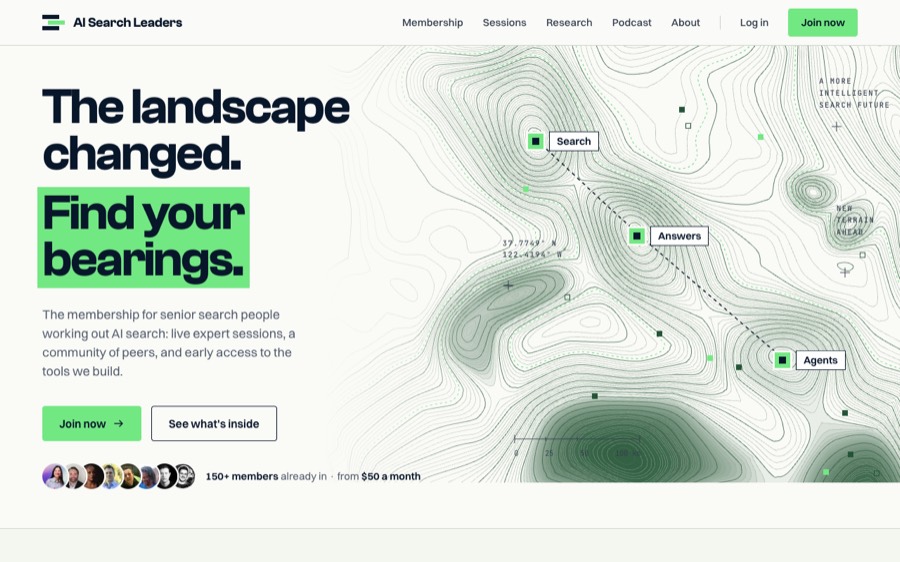 AI Search Leaders
Membership
Sessions
Research
Podcast
About
Log in
Join now
The landscape
changed.
Find your
bearings.
The membership for senior search people
working out AI search: live expert sessions, a
community of peers, and early access to the
tools we build.
Join now →
See what's inside
150+ members already in · from $50 a month
A MORE
INTELLIGENT
SEARCH FUTURE
Search
NEW
TERRAIN
AHEAD
Answers
37.7749° N
122.4194° W
Agents
0 25 50 100